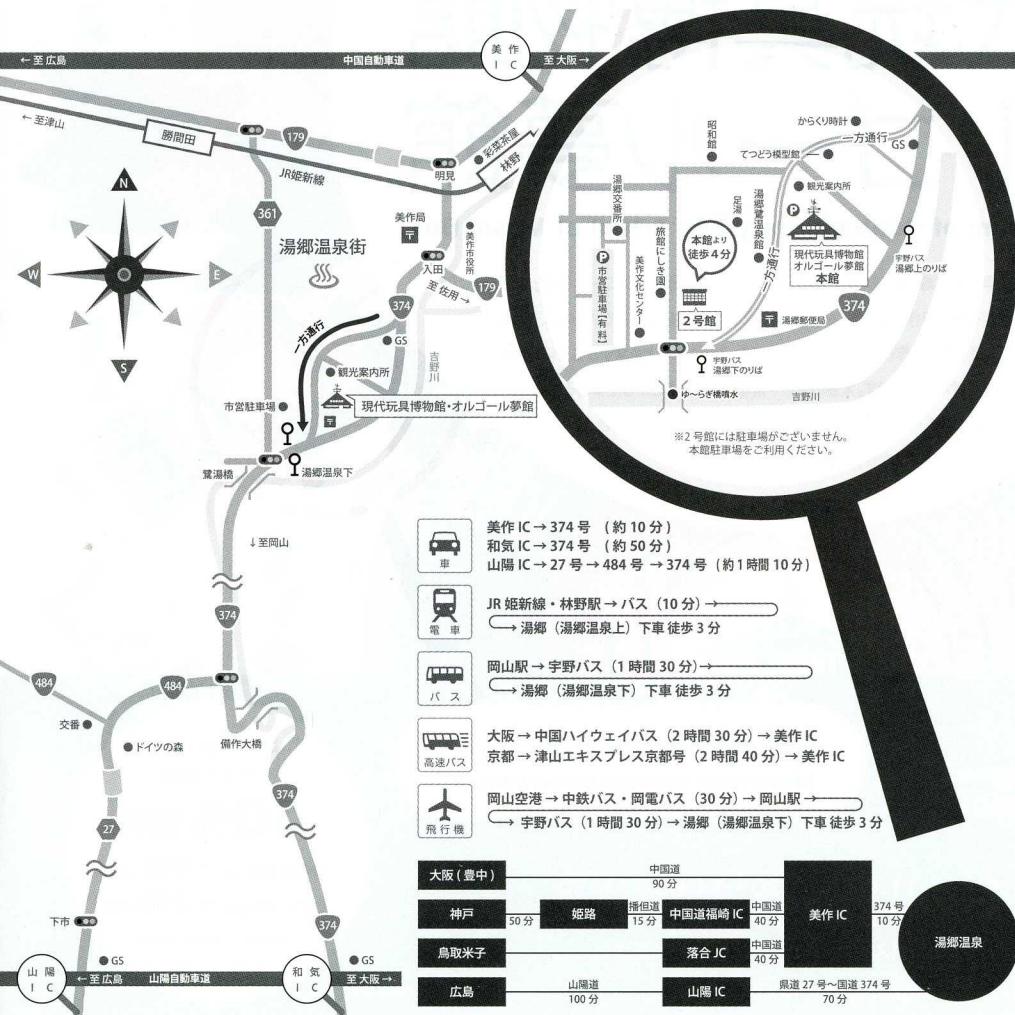 ←至広島
中国自動車道
美作
IC
至大阪→
←至津山
勝間田
179
JR姫新線
明見
彩菜茶屋
林野
361
N
W
E
S
湯郷温泉街
美作局
美作市役所
入田
至佐用→
179
374
一方通行
GS
吉野川
観光案内所
市営駐車場
現代玩具博物館・オルゴール夢館
鷺湯橋
湯郷温泉下
↓至岡山
374
484
484
交番
ドイツの森
備作大橋
27
374
下市
374
GS
GS
山陽
IC
←至広島
山陽自動車道
和気
IC
至大阪→
からくり時計
一方通行
GS
昭和館
てつどう模型館
観光案内所
湯郷交番所
足湯
湯郷鷺温泉館
P
現代玩具博物館
オルゴール夢館
本館
宇野バス
湯郷上のりば
本館より
徒歩4分
旅館にしき園
P
市営駐車場【有料】
美作文化センター
一方通行
2号館
湯郷郵便局
374
宇野バス
湯郷下のりば
ゆ〜らぎ橋噴水
吉野川
※2号館には駐車場がございません。
本館駐車場をご利用ください。
車
美作IC→374号 (約10分)
和気IC→374号 (約50分)
山陽IC→27号→484号→374号 (約1時間10分)
電車
JR姫新線・林野駅→バス（10分）→
→湯郷（湯郷温泉上）下車 徒歩3分
バス
岡山駅→宇野バス（1時間30分）→
→湯郷（湯郷温泉下）下車 徒歩3分
高速バス
大阪→中国ハイウェイバス（2時間30分）→美作IC
京都→津山エキスプレス京都号（2時間40分）→美作IC
飛行機
岡山空港→中鉄バス・岡電バス（30分）→岡山駅→
→宇野バス（1時間30分）→湯郷（湯郷温泉下）下車 徒歩3分
大阪(豊中)
中国道
90分
美作IC
374号
10分
湯郷温泉
神戸
50分
姫路
播但道
15分
中国道福崎IC
中国道
40分
鳥取米子
落合JC
中国道
40分
広島
山陽道
100分
山陽IC
県道27号〜国道374号
70分